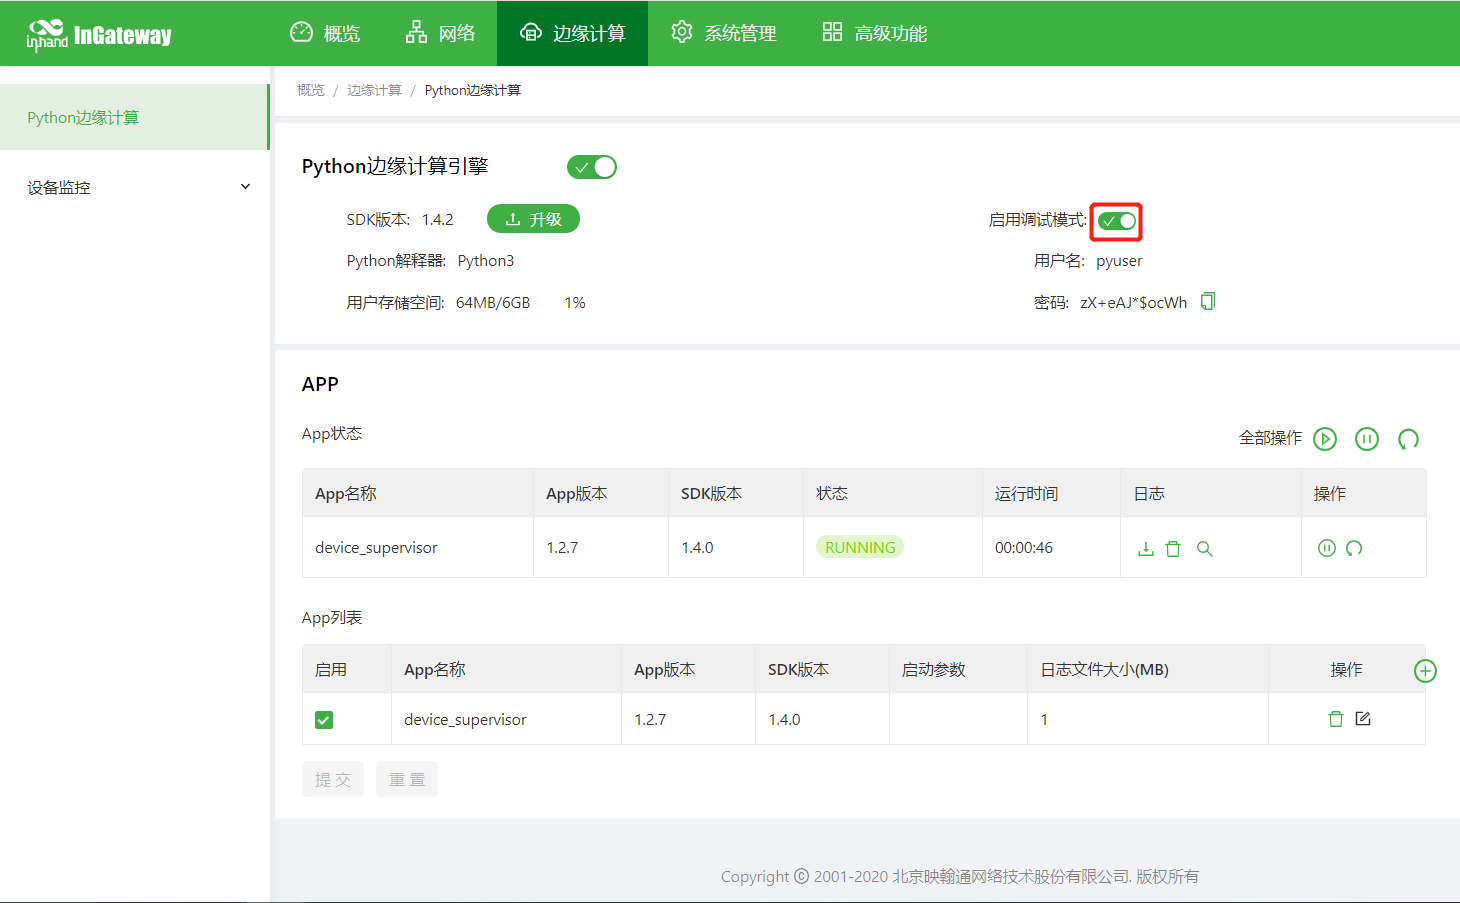 inhand InGateway
概览
网络
边缘计算
系统管理
高级功能
Python边缘计算
设备监控
概览 / 边缘计算 / Python边缘计算
Python边缘计算引擎
SDK版本: 1.4.2
升级
启用调试模式:
Python解释器: Python3
用户名: pyuser
用户存储空间: 64MB/6GB 1%
密码: zX+eAJ*$ocWh
APP
App状态
全部操作
App名称 App版本 SDK版本 状态 运行时间 日志 操作
device_supervisor 1.2.7 1.4.0 RUNNING 00:00:46
App列表
启用 App名称 App版本 SDK版本 启动参数 日志文件大小(MB) 操作
device_supervisor 1.2.7 1.4.0 1
提 交
重 置
Copyright © 2001-2020 北京映翰通网络技术股份有限公司. 版权所有